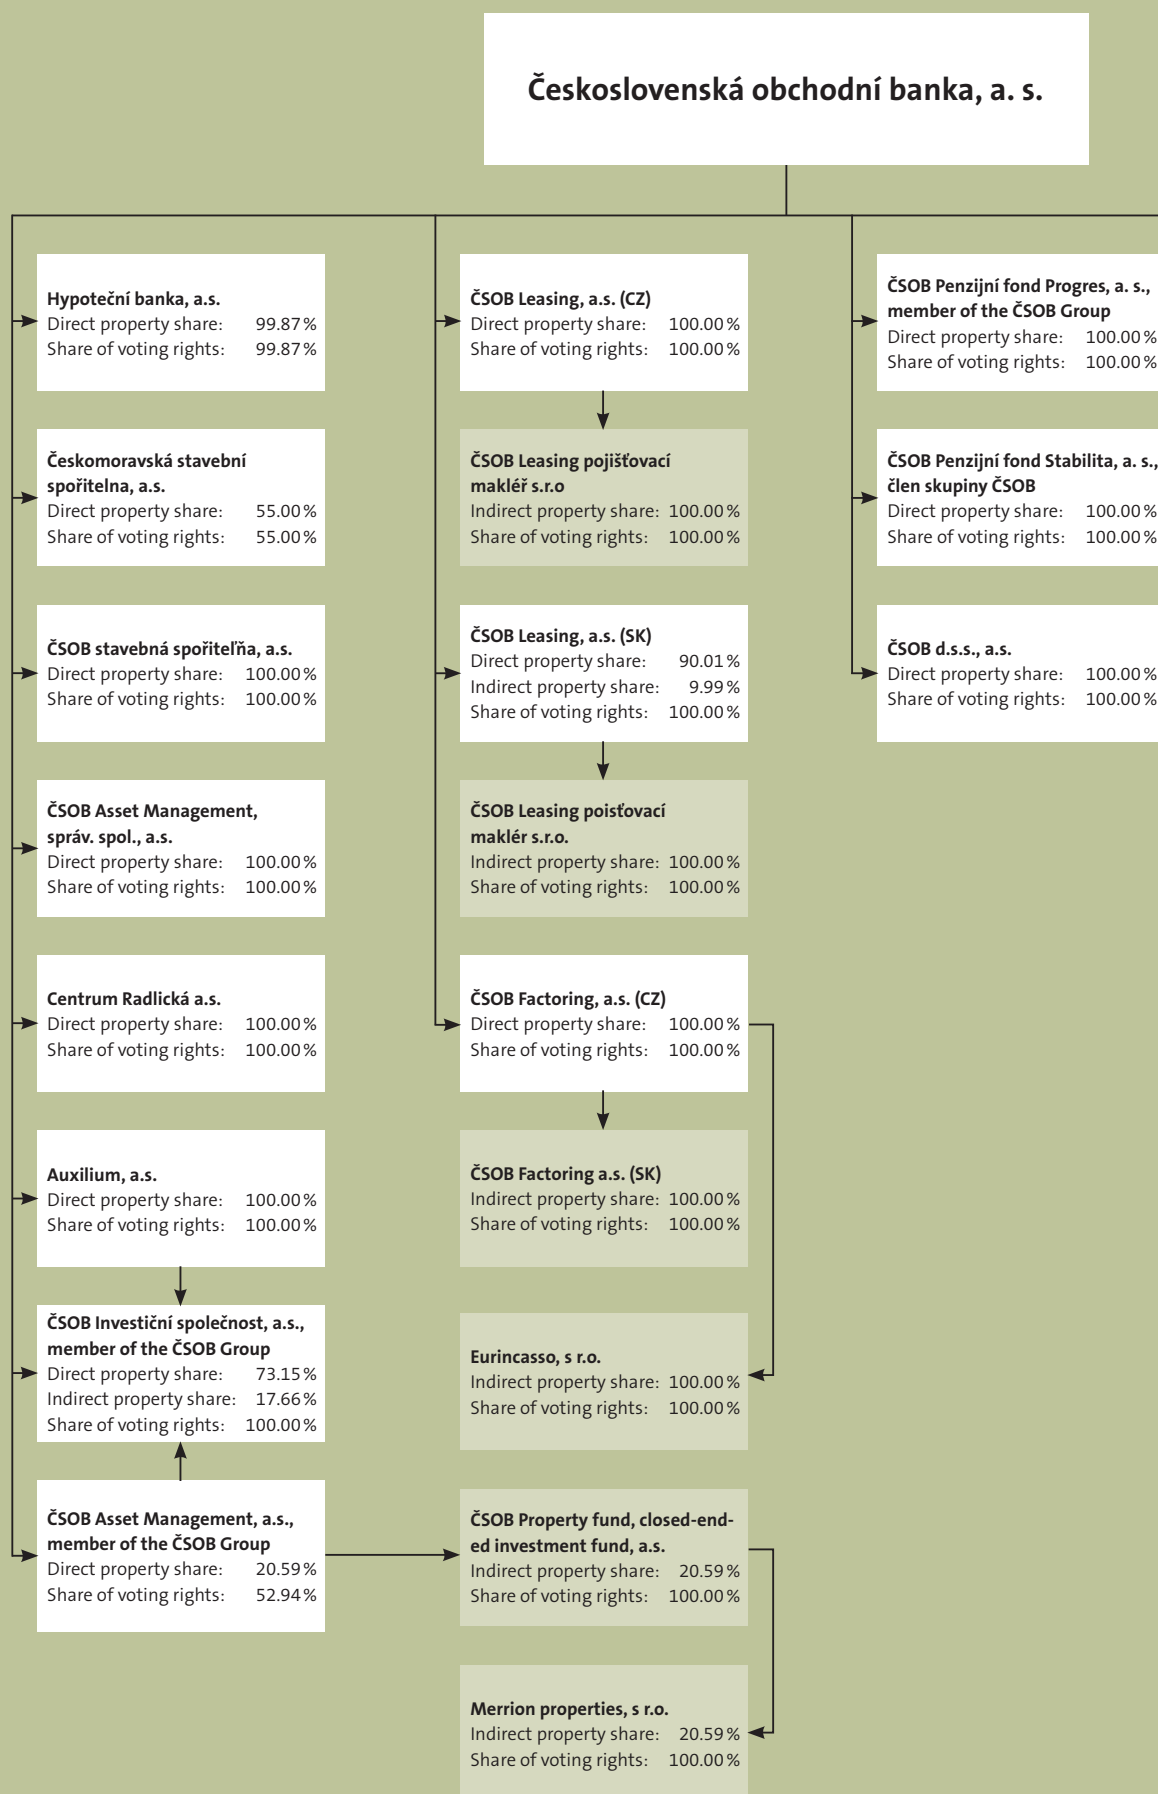 Československá obchodní banka, a. s.
Hypoteční banka, a.s.
Direct property share: 99.87 %
Share of voting rights: 99.87 %
Českomoravská stavební
spořitelna, a.s.
Direct property share: 55.00 %
Share of voting rights: 55.00 %
ČSOB stavebná spořiteľňa, a.s.
Direct property share: 100.00 %
Share of voting rights: 100.00 %
ČSOB Asset Management,
správ. spol., a.s.
Direct property share: 100.00 %
Share of voting rights: 100.00 %
Centrum Radlická a.s.
Direct property share: 100.00 %
Share of voting rights: 100.00 %
Auxilium, a.s.
Direct property share: 100.00 %
Share of voting rights: 100.00 %
ČSOB Investiční společnost, a.s.,
member of the ČSOB Group
Direct property share: 73.15 %
Indirect property share: 17.66 %
Share of voting rights: 100.00 %
ČSOB Asset Management, a.s.,
member of the ČSOB Group
Direct property share: 20.59 %
Share of voting rights: 52.94 %
ČSOB Leasing, a.s. (CZ)
Direct property share: 100.00 %
Share of voting rights: 100.00 %
ČSOB Leasing pojišťovací
makléř s.r.o
Indirect property share: 100.00 %
Share of voting rights: 100.00 %
ČSOB Leasing, a.s. (SK)
Direct property share: 90.01 %
Indirect property share: 9.99 %
Share of voting rights: 100.00 %
ČSOB Leasing poisťovací
maklér s.r.o.
Indirect property share: 100.00 %
Share of voting rights: 100.00 %
ČSOB Factoring, a.s. (CZ)
Direct property share: 100.00 %
Share of voting rights: 100.00 %
ČSOB Factoring a.s. (SK)
Indirect property share: 100.00 %
Share of voting rights: 100.00 %
Eurincasso, s r.o.
Indirect property share: 100.00 %
Share of voting rights: 100.00 %
ČSOB Property fund, closed-end-
ed investment fund, a.s.
Indirect property share: 20.59 %
Share of voting rights: 100.00 %
Merrion properties, s r.o.
Indirect property share: 20.59 %
Share of voting rights: 100.00 %
ČSOB Penzijní fond Progres, a. s.,
member of the ČSOB Group
Direct property share: 100.00 %
Share of voting rights: 100.00 %
ČSOB Penzijní fond Stabilita, a. s.,
člen skupiny ČSOB
Direct property share: 100.00 %
Share of voting rights: 100.00 %
ČSOB d.s.s., a.s.
Direct property share: 100.00 %
Share of voting rights: 100.00 %